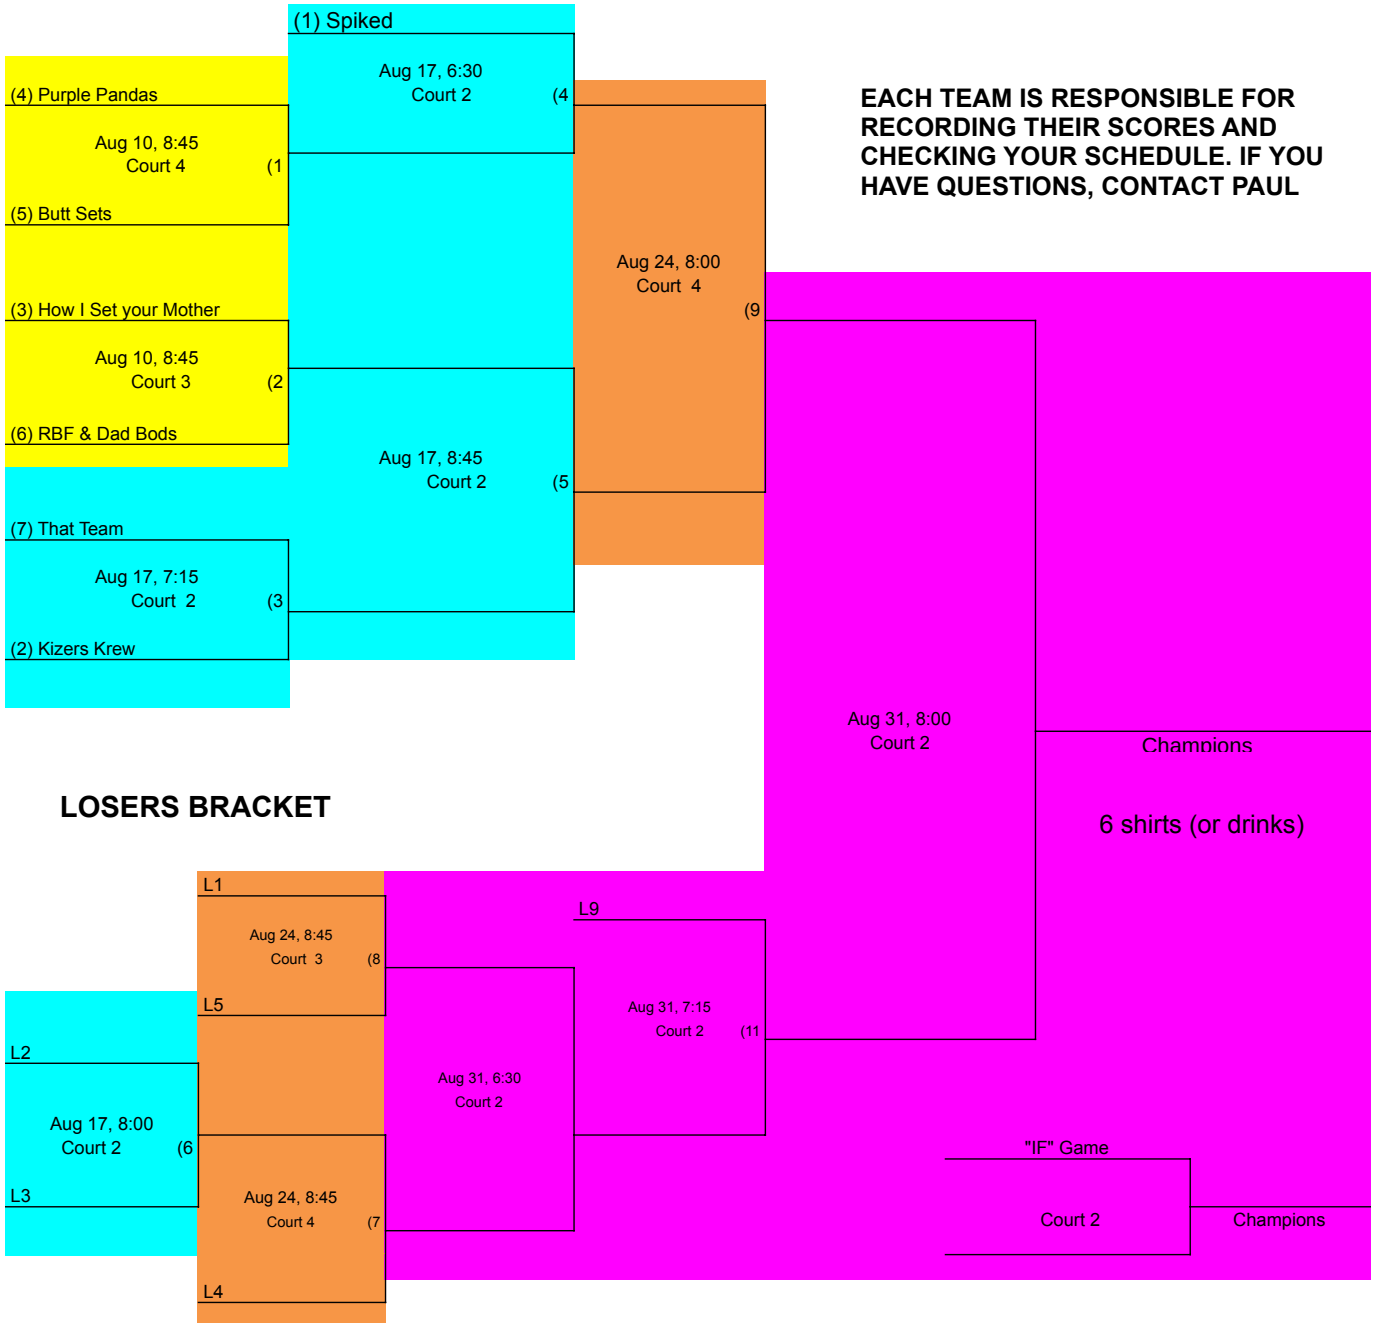 (1) Spiked
Aug 17, 6:30
Court 2 (4
(4) Purple Pandas
EACH TEAM IS RESPONSIBLE FOR
RECORDING THEIR SCORES AND
CHECKING YOUR SCHEDULE. IF YOU
HAVE QUESTIONS, CONTACT PAUL
Aug 10, 8:45
Court 4 (1
(5) Butt Sets
Aug 24, 8:00
Court 4
(9
(3) How I Set your Mother
Aug 10, 8:45
Court 3 (2
(6) RBF & Dad Bods
Aug 17, 8:45
Court 2 (5
(7) That Team
Aug 17, 7:15
Court 2 (3
(2) Kizers Krew
Aug 31, 8:00
Court 2
Champions
6 shirts (or drinks)
LOSERS BRACKET
L1
Aug 24, 8:45
Court 3 (8
L5
L9
Aug 31, 7:15
Court 2 (11
L2
Aug 31, 6:30
Court 2
Aug 17, 8:00
Court 2 (6
L3
Aug 24, 8:45
Court 4 (7
L4
"IF" Game
Court 2
Champions